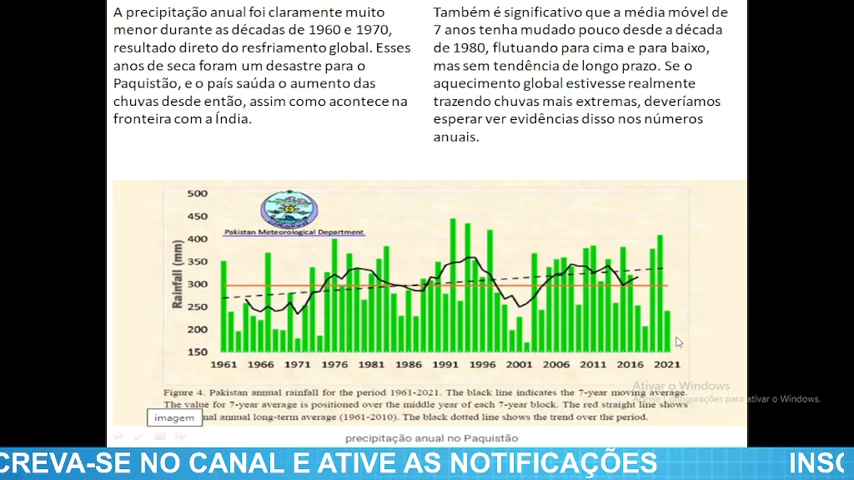 A precipitação anual foi claramente muito
menor durante as décadas de 1960 e 1970,
resultado direto do resfriamento global. Esses
anos de seca foram um desastre para o
Paquistão, e o país saúda o aumento das
chuvas desde então, assim como acontece na
fronteira com a Índia.
Também é significativo que a média móvel de
7 anos tenha mudado pouco desde a década
de 1980, flutuando para cima e para baixo,
mas sem tendência de longo prazo. Se o
aquecimento global estivesse realmente
trazendo chuvas mais extremas, deveríamos
esperar ver evidências disso nos números
anuais.
Pakistan Meteorological Department
Rainfall (mm)
500
450
400
350
300
250
200
150
1961 1966 1971 1976 1981 1986 1991 1996 2001 2006 2011 2016 2021
Ativar o Windows
Acesse Configurações para ativar o Windows.
Figure 4. Pakistan annual rainfall for the period 1961-2021. The black line indicates the 7-year moving average.
The value for 7-year average is positioned over the middle year of each 7-year block. The red straight line shows
nal annual long-term average (1961-2010). The black dotted line shows the trend over the period.
imagem
precipitação anual no Paquistão
CREVA-SE NO CANAL E ATIVE AS NOTIFICAÇÕES INSC